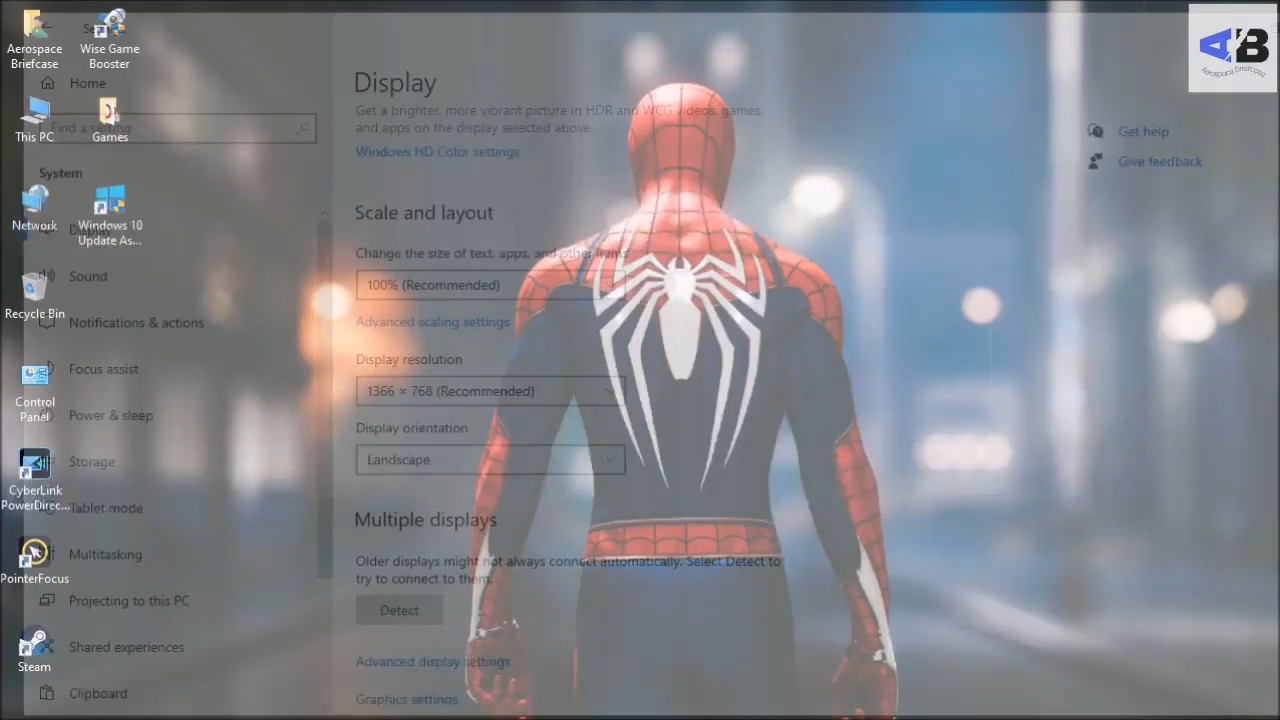 Aerospace
Briefcase
Wise Game
Booster
This PC
Games
Network
Windows 10
Update As...
Recycle Bin
Control
Panel
CyberLink
PowerDirec...
PointerFocus
Steam
Home
Find a setting
System
Display
Sound
Notifications & actions
Focus assist
Power & sleep
Storage
Tablet mode
Multitasking
Projecting to this PC
Shared experiences
Clipboard
Display
Get a brighter, more vibrant picture in HDR and WCG videos, games,
and apps on the display selected above.
Windows HD Color settings
Scale and layout
Change the size of text, apps, and other items
100% (Recommended)
Advanced scaling settings
Display resolution
1366 × 768 (Recommended)
Display orientation
Landscape
Multiple displays
Older displays might not always connect automatically. Select Detect to
try to connect to them.
Detect
Advanced display settings
Graphics settings
Get help
Give feedback
A/B
Aerospace Briefcase